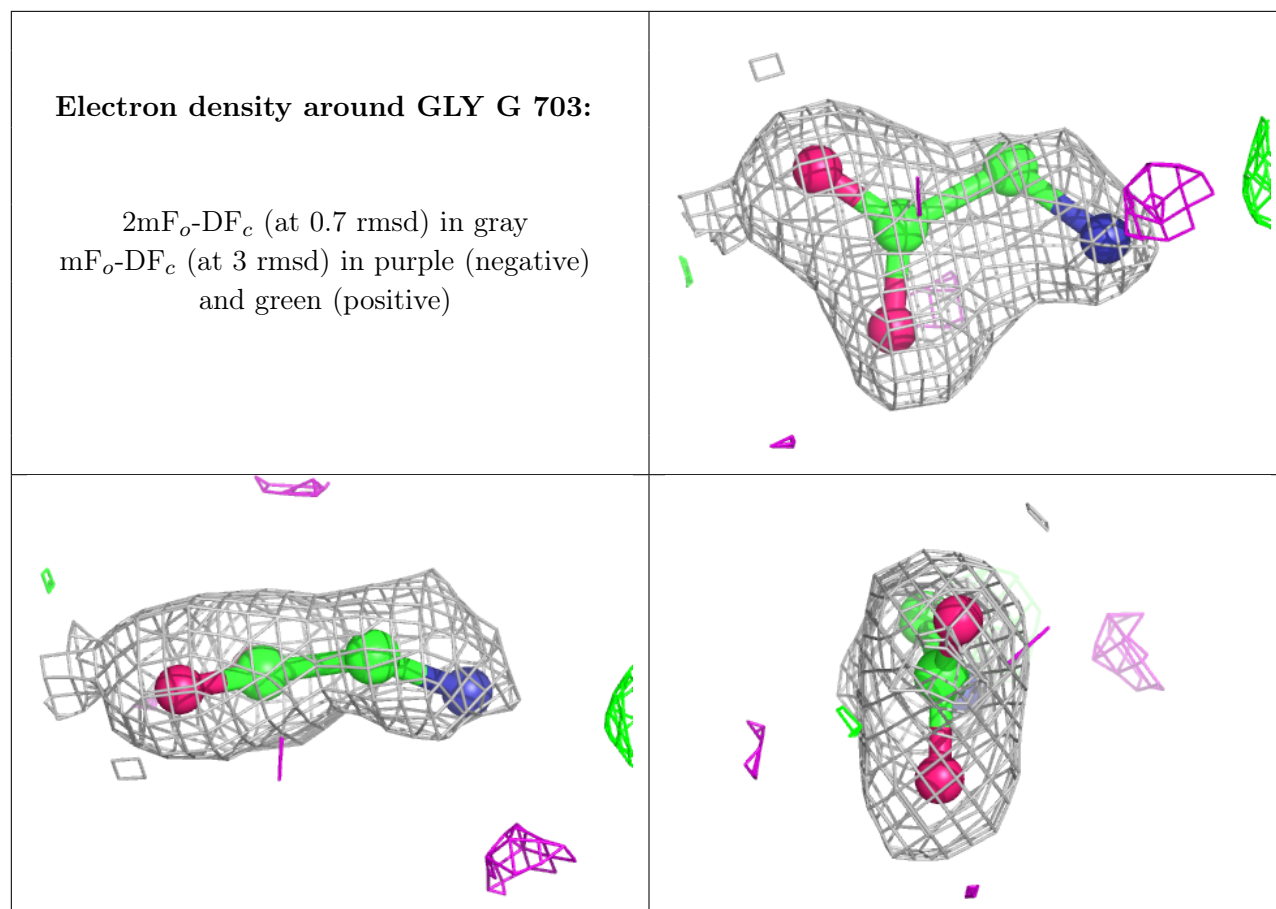 Electron density around GLY G 703:
2mFo-DFc (at 0.7 rmsd) in gray
mFo-DFc (at 3 rmsd) in purple (negative)
and green (positive)